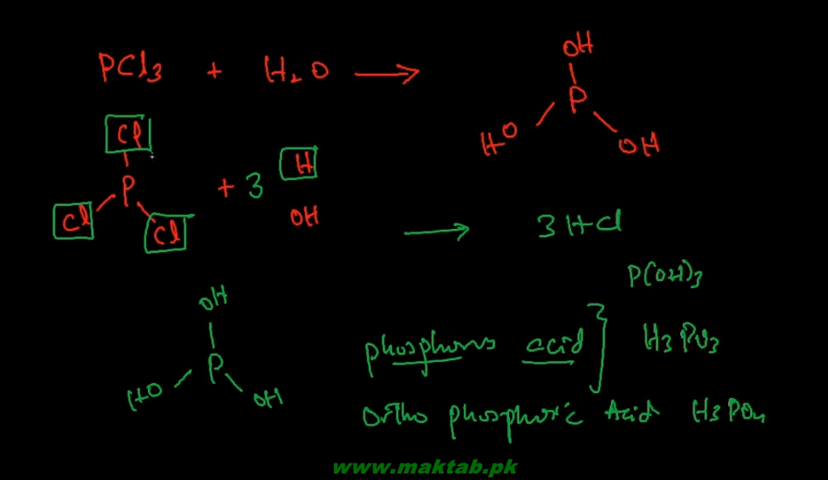 PCl3 + H2O →
OH
P
HO OH
Cl
P
Cl Cl
+ 3 H
OH
→ 3HCl
P(OH)3
OH
P
HO OH
phosphorus acid } H3PO3
Ortho phosphoric Acid H3PO4
www.maktab.pk